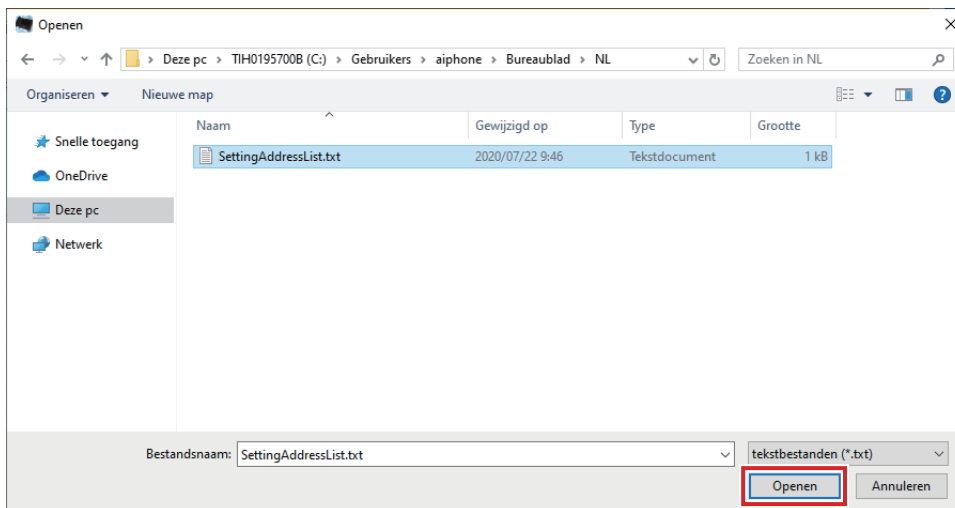 Openen
Deze pc > TIH0195700B (C:) > Gebruikers > aiphone > Bureaublad > NL
Zoeken in NL
Organiseren
Nieuwe map
Naam
Gewijzigd op
Type
Grootte
Snelle toegang
OneDrive
Deze pc
Netwerk
SettingAddressList.txt
2020/07/22 9:46
Tekstdocument
1 kB
Bestandsnaam:
SettingAddressList.txt
tekstbestanden (*.txt)
Openen
Annuleren